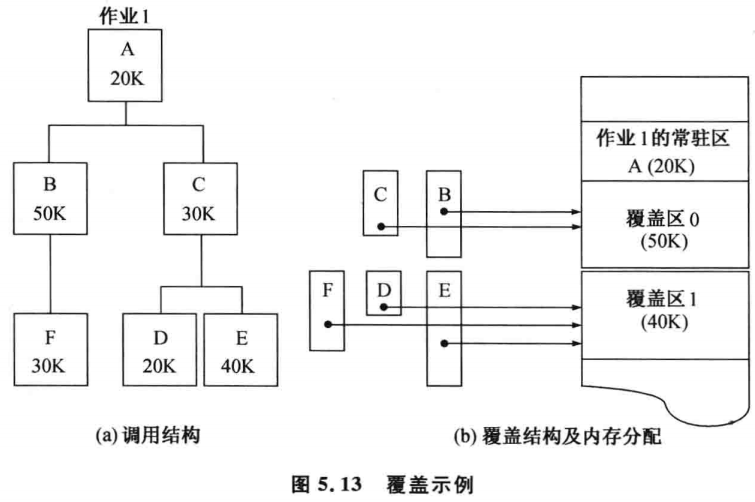 作业1
A
20K
B
50K
C
30K
F
30K
D
20K
E
40K
(a) 调用结构
作业1的常驻区
A (20K)
C
B
覆盖区0
(50K)
F
D
E
覆盖区1
(40K)
(b) 覆盖结构及内存分配
图 5.13 覆盖示例